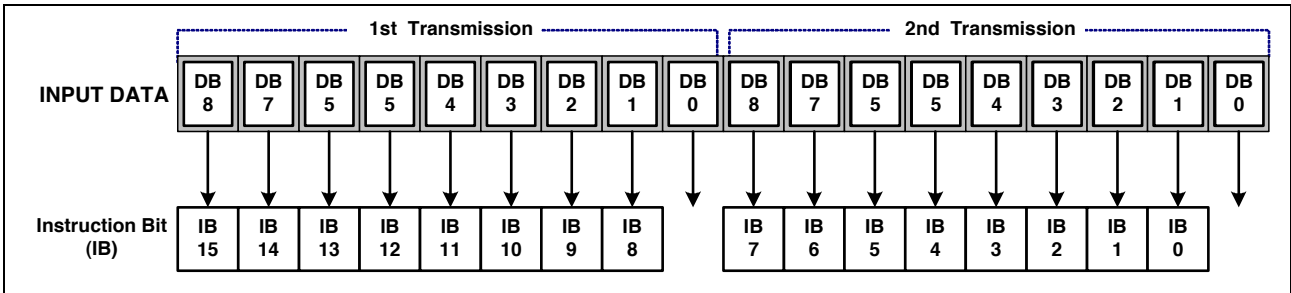 1st Transmission 2nd Transmission
INPUT DATA DB 8 DB 7 DB 5 DB 5 DB 4 DB 3 DB 2 DB 1 DB 0 DB 8 DB 7 DB 5 DB 5 DB 4 DB 3 DB 2 DB 1 DB 0
Instruction Bit (IB) IB 15 IB 14 IB 13 IB 12 IB 11 IB 10 IB 9 IB 8 IB 7 IB 6 IB 5 IB 4 IB 3 IB 2 IB 1 IB 0